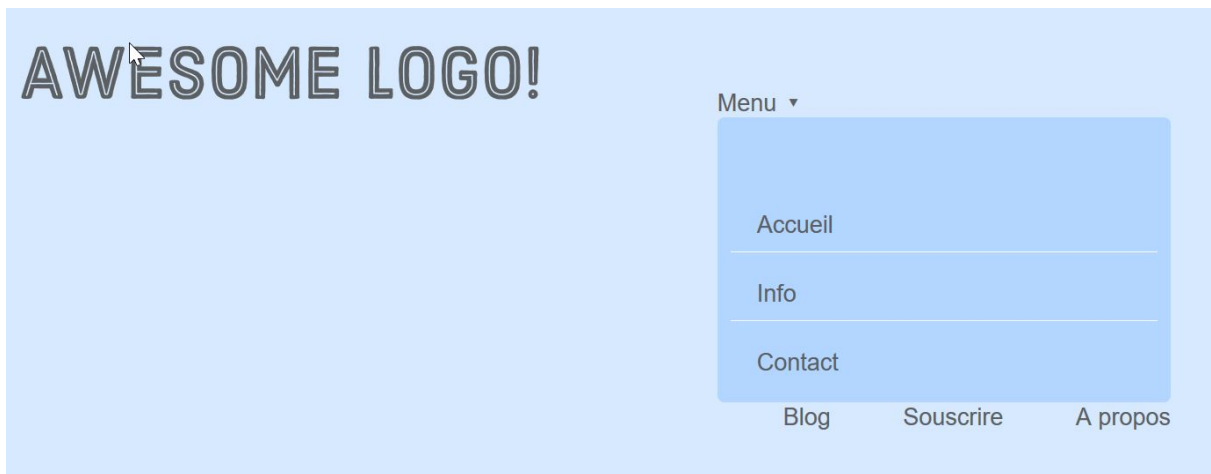 AWESOME LOGO!
Menu ▼
Accueil
Info
Contact
Blog Souscrire A propos